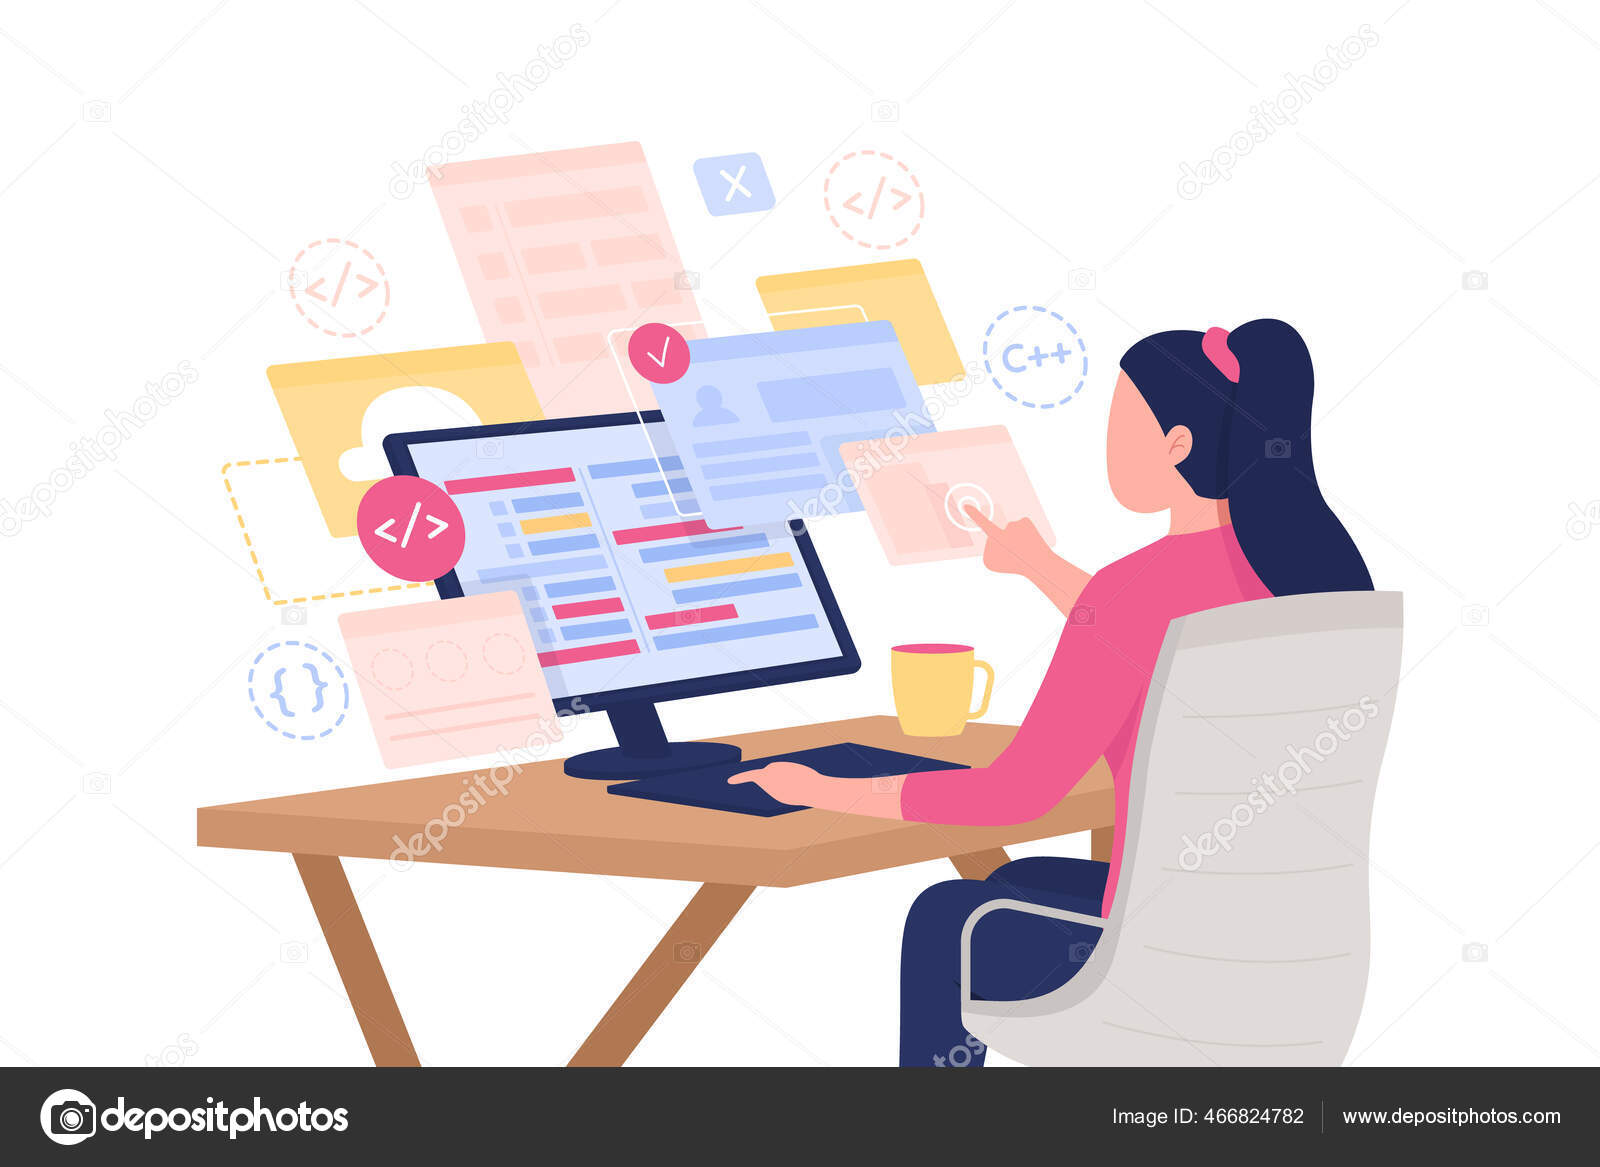 </>
</>
C++
</>
{}
depositphotos
Image ID: 466824782
www.depositphotos.com